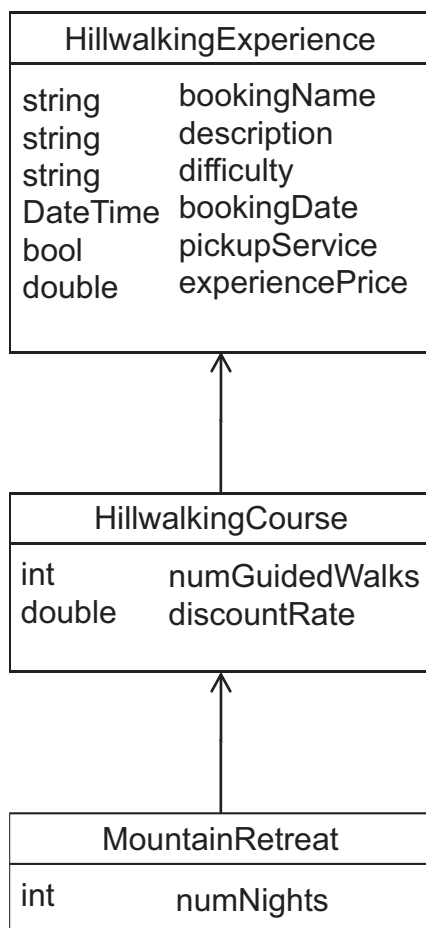 HillwalkingExperience
string bookingName
string description
string difficulty
DateTime bookingDate
bool pickupService
double experiencePrice
HillwalkingCourse
int numGuidedWalks
double discountRate
MountainRetreat
int numNights